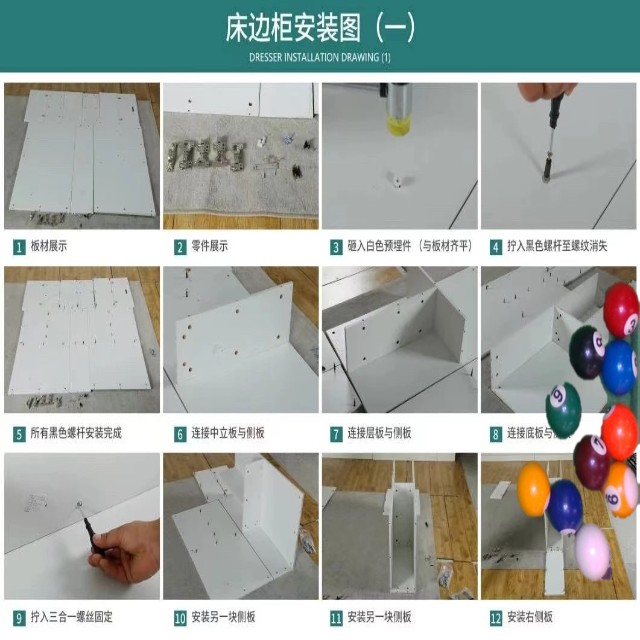 床边柜安装图（一）
DRESSER INSTALLATION DRAWING (1)
1 板材展示
2 零件展示
3 砸入白色预埋件 （与板材齐平）
4 拧入黑色螺杆至螺纹消失
5 所有黑色螺杆安装完成
6 连接中立板与侧板
7 连接层板与侧板
8 连接底板与
9 拧入三合一螺丝固定
10 安装另一块侧板
11 安装另一块侧板
12 安装右侧板
9
6